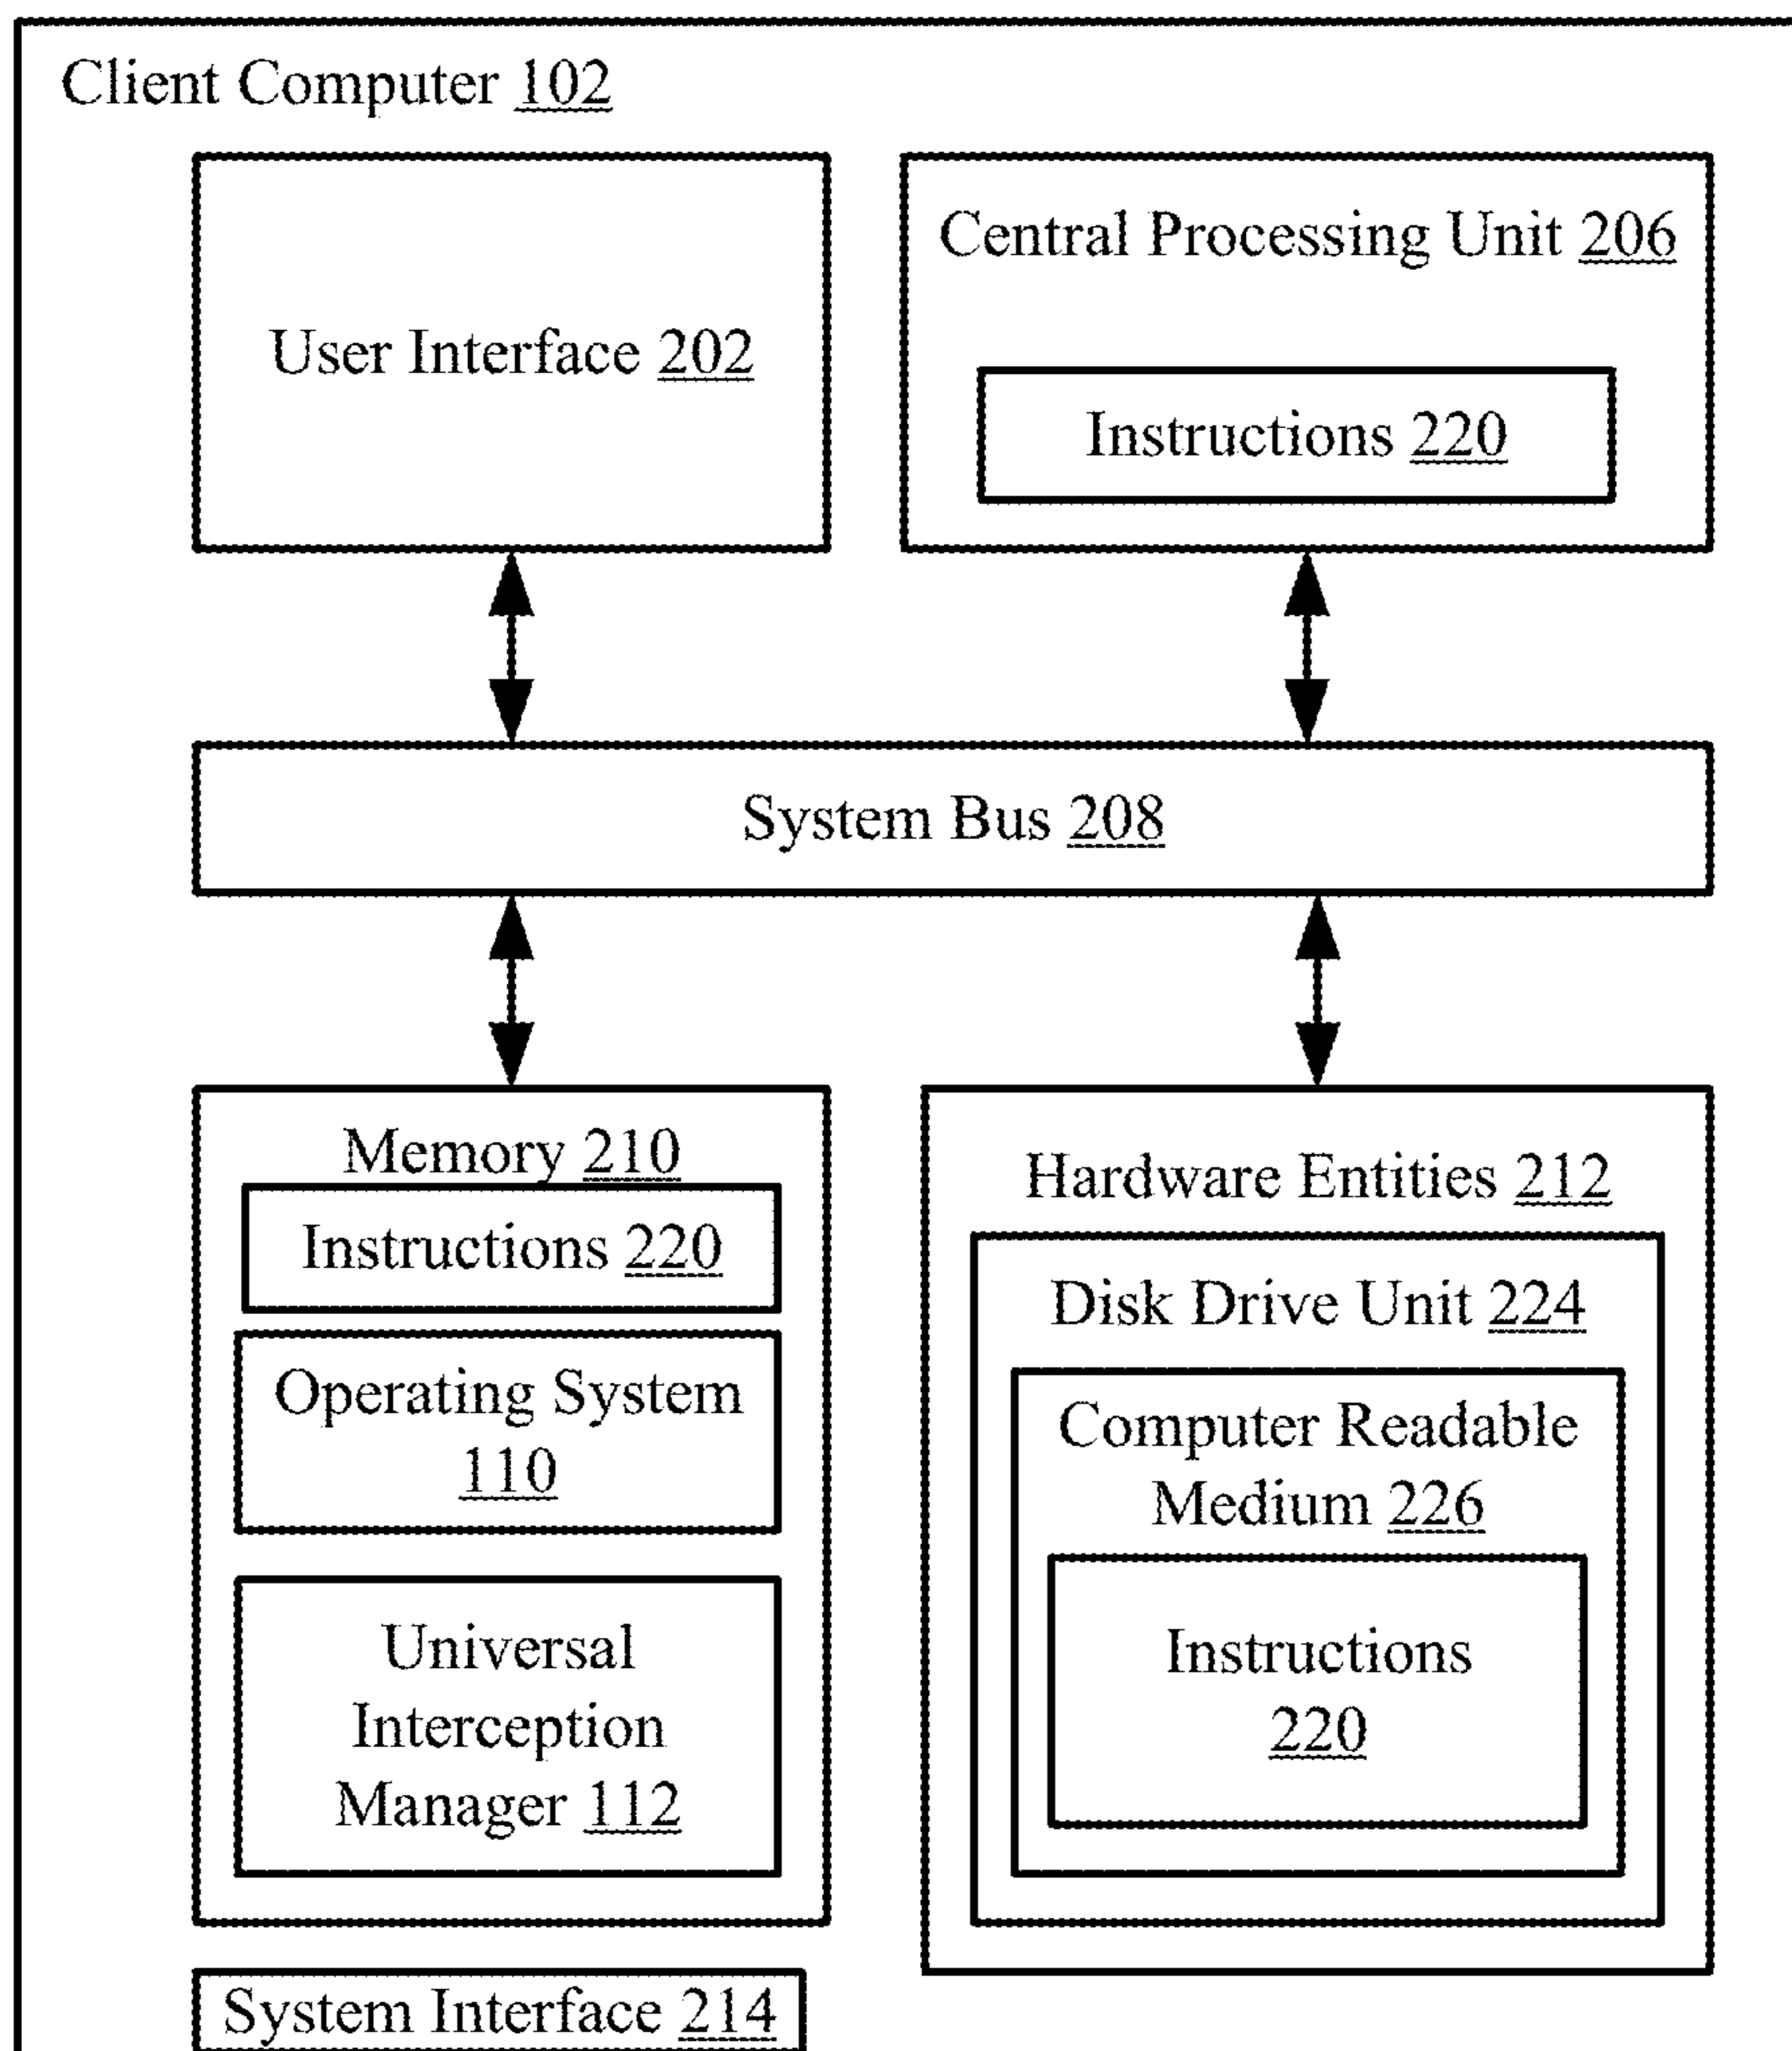 Client Computer 102
User Interface 202
Central Processing Unit 206
Instructions 220
System Bus 208
Memory 210
Instructions 220
Operating System
110
Universal
Interception
Manager 112
Hardware Entities 212
Disk Drive Unit 224
Computer Readable
Medium 226
Instructions
220
System Interface 214